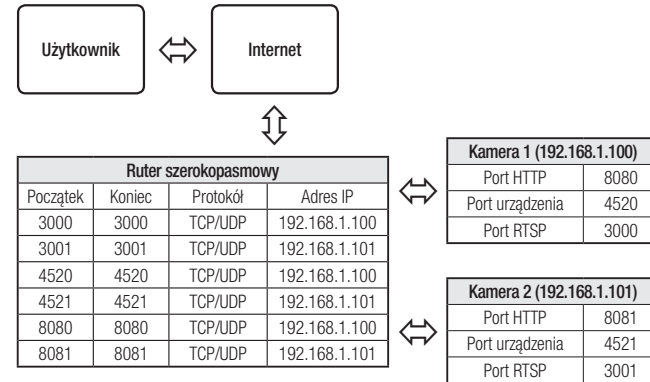 Użytkownik
Internet
Ruter szerokopasmowy
Początek Koniec Protokół Adres IP
3000 3000 TCP/UDP 192.168.1.100
3001 3001 TCP/UDP 192.168.1.101
4520 4520 TCP/UDP 192.168.1.100
4521 4521 TCP/UDP 192.168.1.101
8080 8080 TCP/UDP 192.168.1.100
8081 8081 TCP/UDP 192.168.1.101
Kamera 1 (192.168.1.100)
Port HTTP 8080
Port urządzenia 4520
Port RTSP 3000
Kamera 2 (192.168.1.101)
Port HTTP 8081
Port urządzenia 4521
Port RTSP 3001